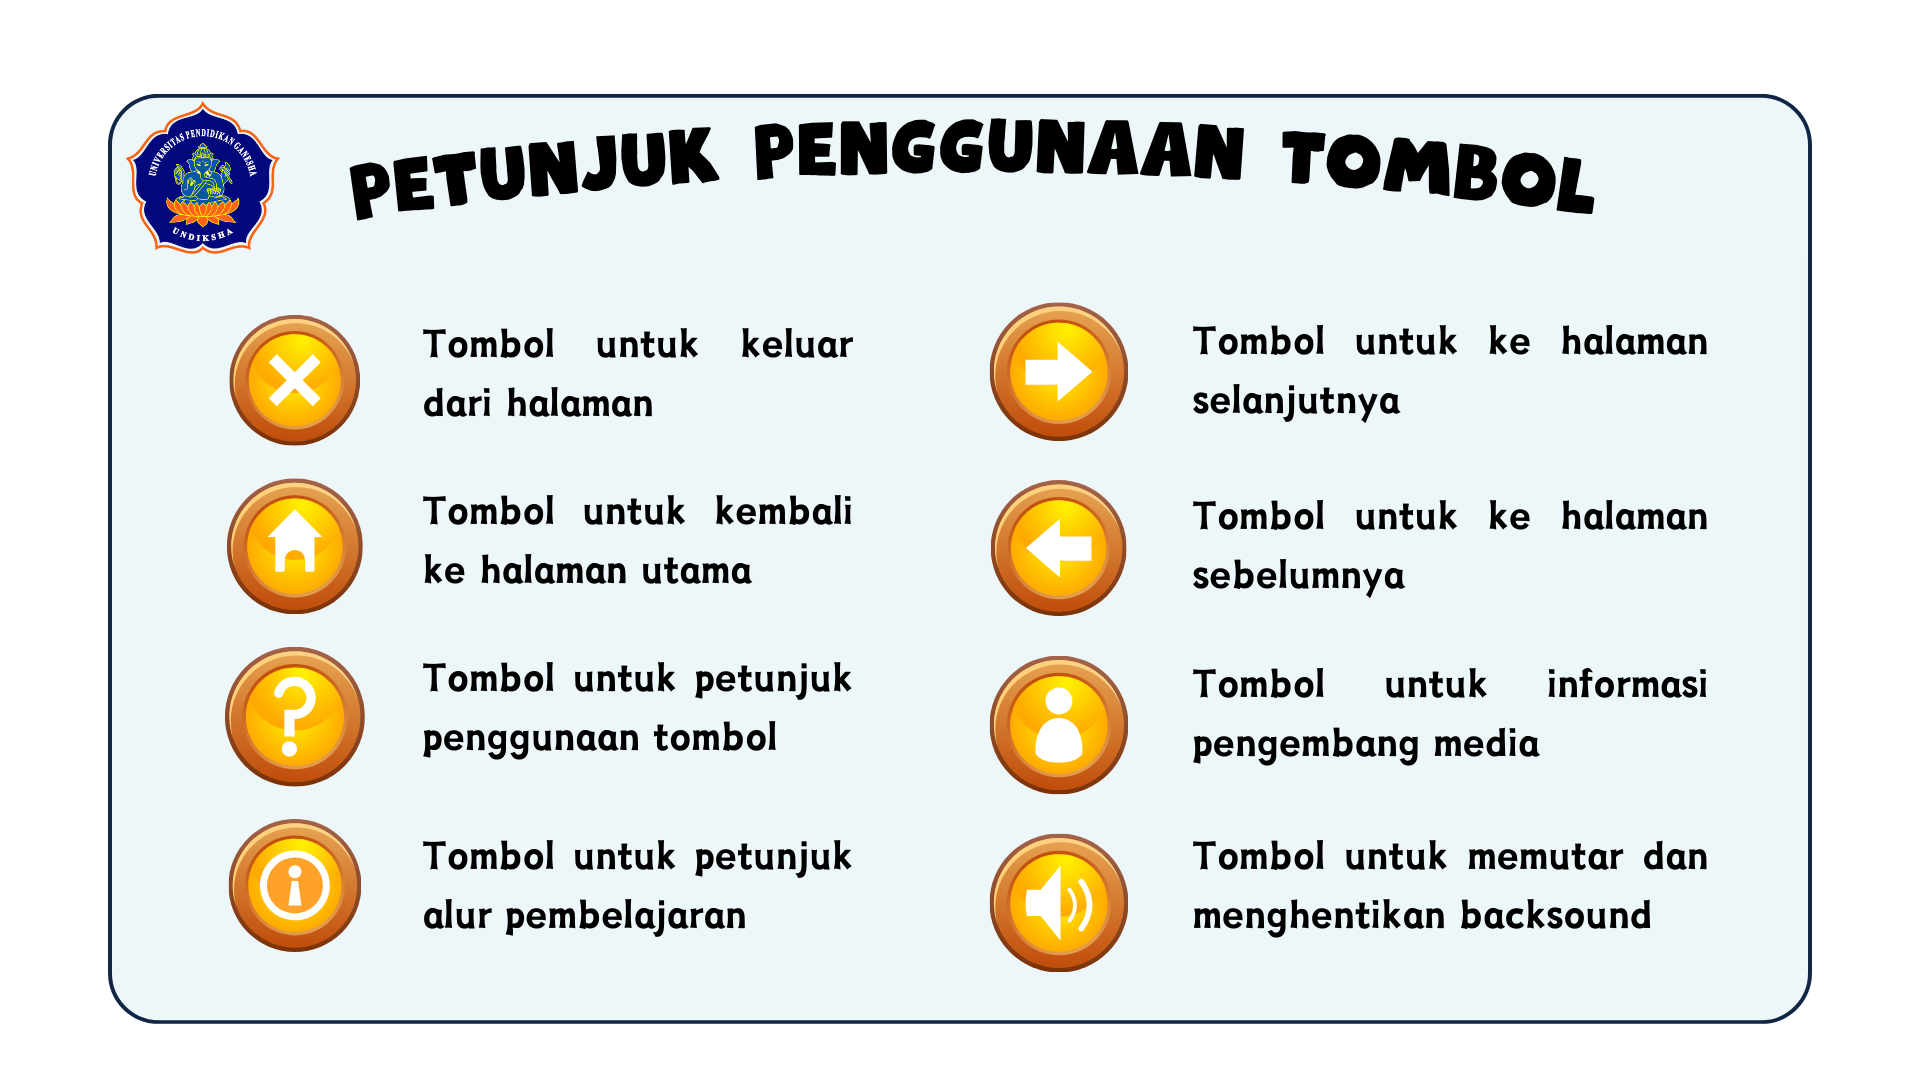 UNIVERSITAS PENDIDIKAN GANESHA
UNDIKSHA
PETUNJUK PENGGUNAAN TOMBOL
Tombol untuk keluar
dari halaman
Tombol untuk kembali
ke halaman utama
Tombol untuk petunjuk
penggunaan tombol
Tombol untuk petunjuk
alur pembelajaran
Tombol untuk ke halaman
selanjutnya
Tombol untuk ke halaman
sebelumnya
Tombol untuk informasi
pengembang media
Tombol untuk memutar dan
menghentikan backsound